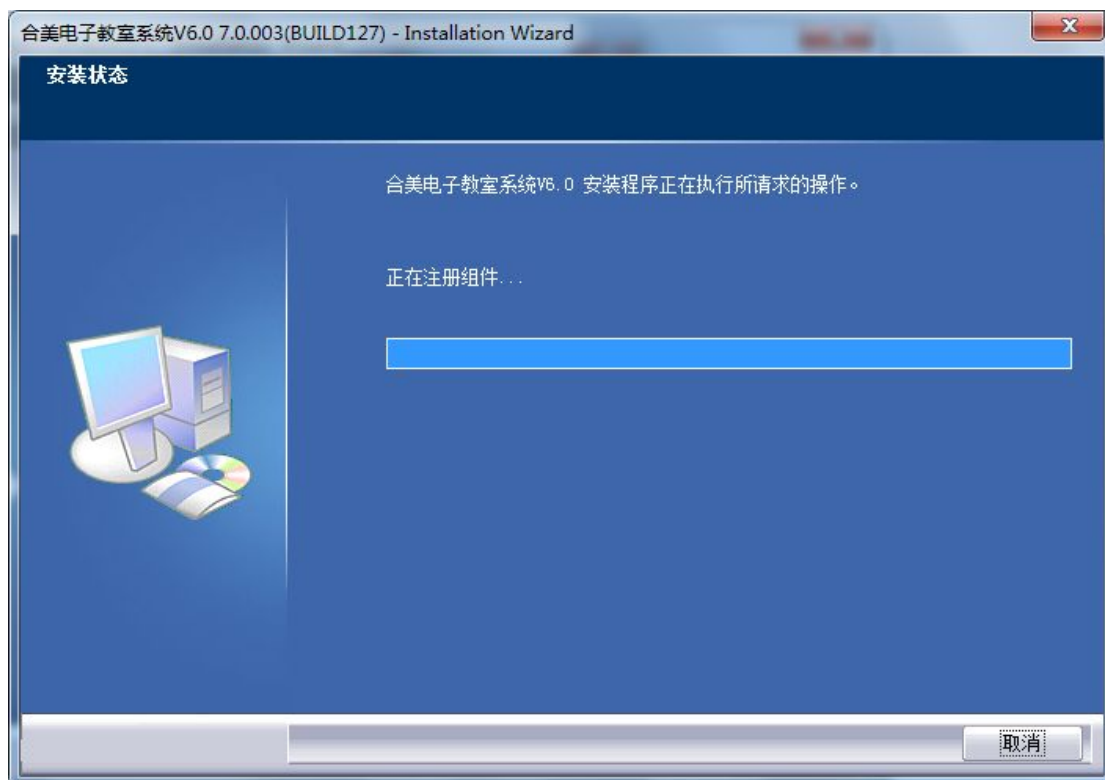 合美电子教室系统V6.0 7.0.003(BUILD127) - Installation Wizard
安装状态
合美电子教室系统V6.0 安装程序正在执行所请求的操作。
正在注册组件...
取消